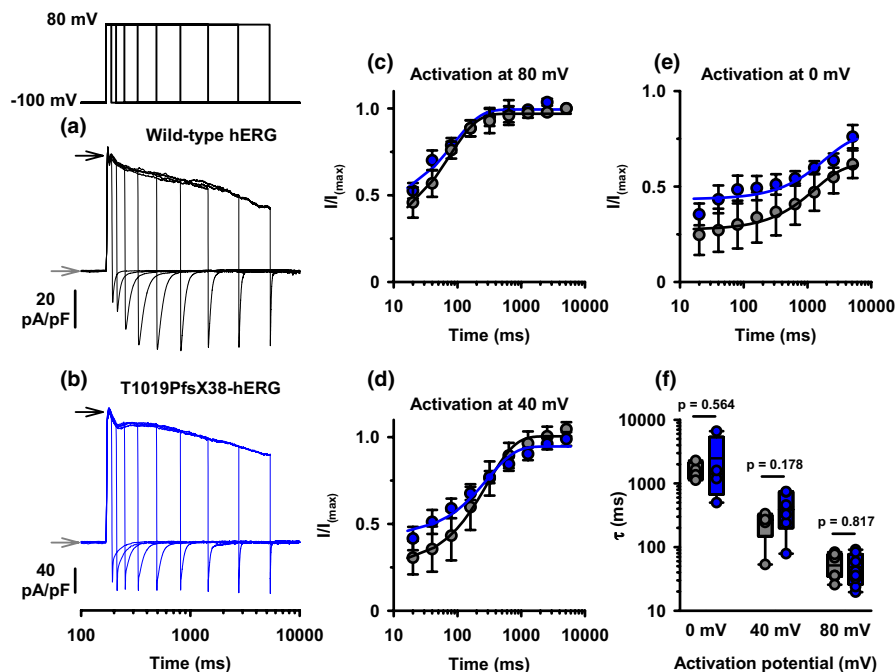 80 mV
-100 mV
(a)
Wild-type hERG
20
pA/pF
(b)
T1019PfsX38-hERG
40
pA/pF
100
1000
10000
Time (ms)
(c)
Activation at 80 mV
1.0
0.5
0
I/I(max)
10
100
1000
10000
Time (ms)
(d)
Activation at 40 mV
1.0
0.5
0
I/I(max)
10
100
1000
10000
Time (ms)
(e)
Activation at 0 mV
1.0
0.5
0
I/I(max)
10
100
1000
10000
Time (ms)
(f)
p = 0.564
p = 0.178
p = 0.817
10000
1000
100
10
τ (ms)
0 mV
40 mV
80 mV
Activation potential (mV)